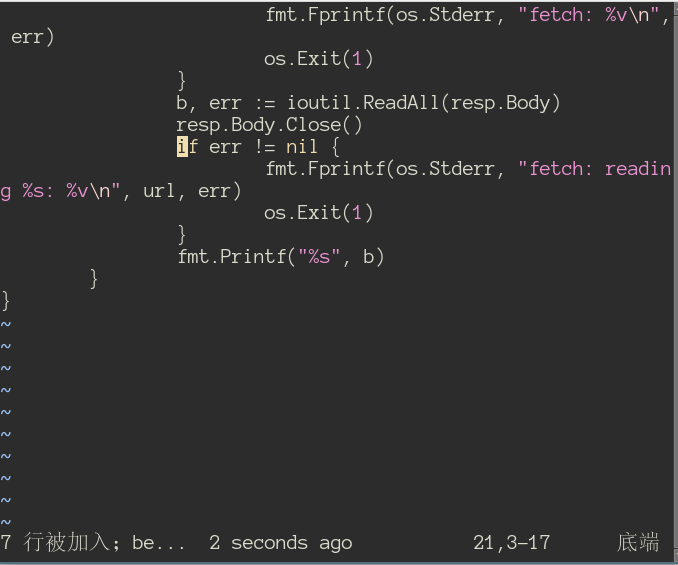 fmt.Fprintf(os.Stderr, "fetch: %v\n",
err)
os.Exit(1)
}
b, err := ioutil.ReadAll(resp.Body)
resp.Body.Close()
if err != nil {
fmt.Fprintf(os.Stderr, "fetch: readin
g %s: %v\n", url, err)
os.Exit(1)
}
fmt.Printf("%s", b)
}
}
~
~
~
~
~
~
~
~
~
~
7 行被加入; be... 2 seconds ago 21,3-17 底端